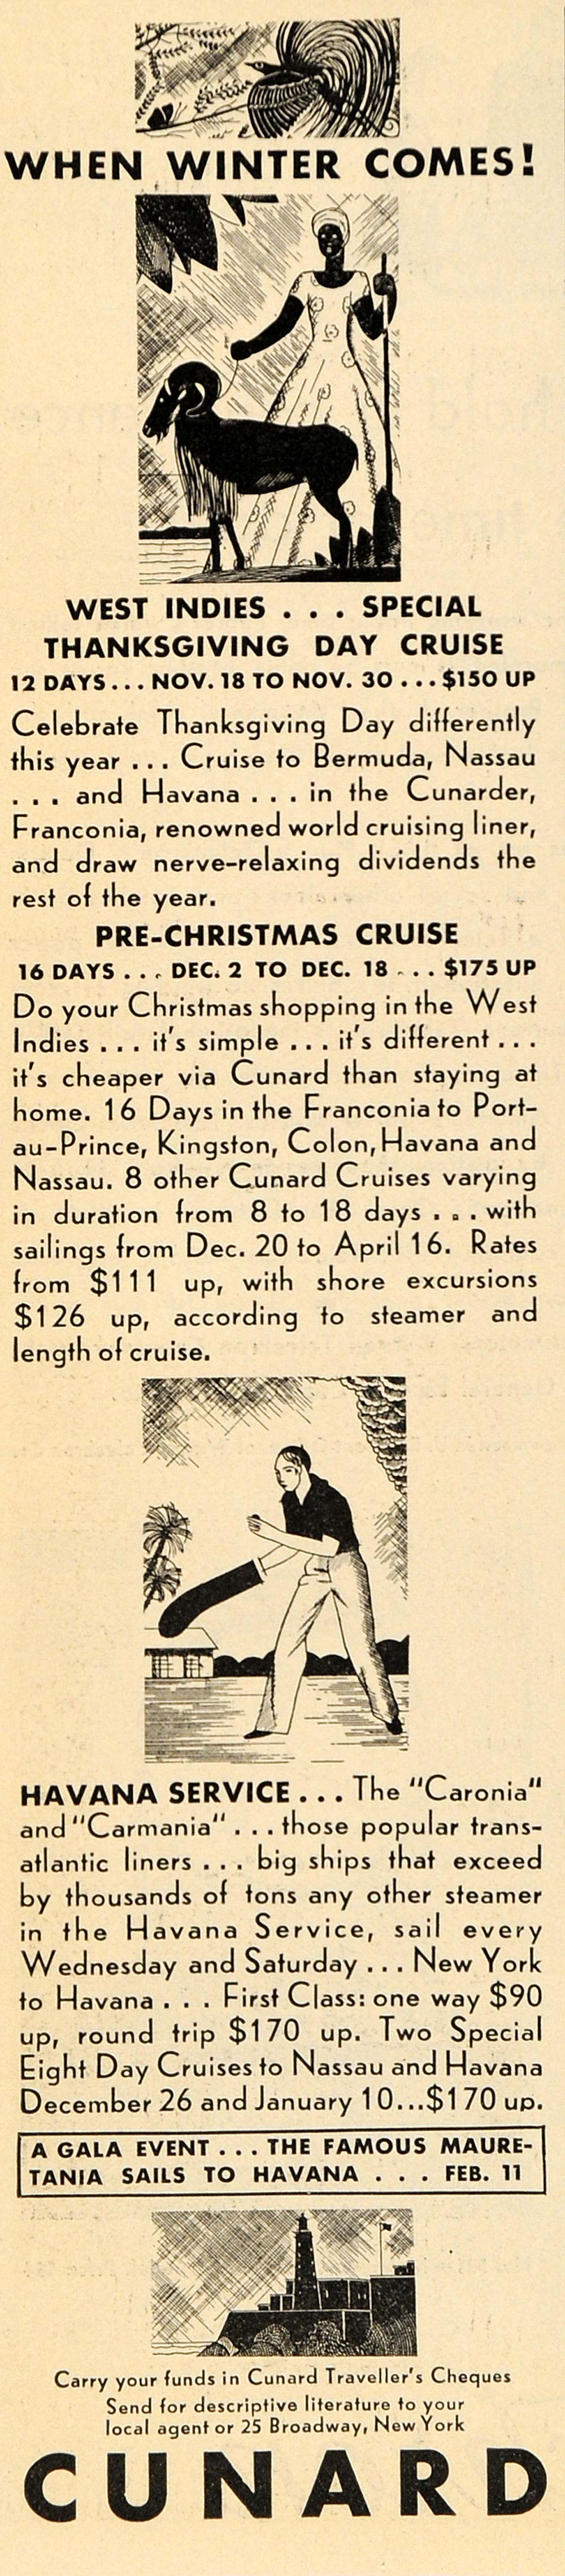 WHEN WINTER COMES!
WEST INDIES . . . SPECIAL
THANKSGIVING DAY CRUISE
12 DAYS . . . NOV. 18 TO NOV. 30 . . . $150 UP
Celebrate Thanksgiving Day differently
this year . . . Cruise to Bermuda, Nassau
. . . and Havana . . . in the Cunarder,
Franconia, renowned world cruising liner,
and draw nerve-relaxing dividends the
rest of the year.
PRE-CHRISTMAS CRUISE
16 DAYS . . . DEC. 2 TO DEC. 18 . . . $175 UP
Do your Christmas shopping in the West
Indies . . . it's simple . . . it's different . . .
it's cheaper via Cunard than staying at
home. 16 Days in the Franconia to Port-
au-Prince, Kingston, Colon, Havana and
Nassau. 8 other Cunard Cruises varying
in duration from 8 to 18 days . . . with
sailings from Dec. 20 to April 16. Rates
from $111 up, with shore excursions
$126 up, according to steamer and
length of cruise.
HAVANA SERVICE . . . The "Caronia"
and "Carmania" . . . those popular trans-
atlantic liners . . . big ships that exceed
by thousands of tons any other steamer
in the Havana Service, sail every
Wednesday and Saturday . . . New York
to Havana . . . First Class: one way $90
up, round trip $170 up. Two Special
Eight Day Cruises to Nassau and Havana
December 26 and January 10...$170 up.
A GALA EVENT . . . THE FAMOUS MAURE-
TANIA SAILS TO HAVANA . . . FEB. 11
Carry your funds in Cunard Traveller's Cheques
Send for descriptive literature to your
local agent or 25 Broadway, New York
CUNARD